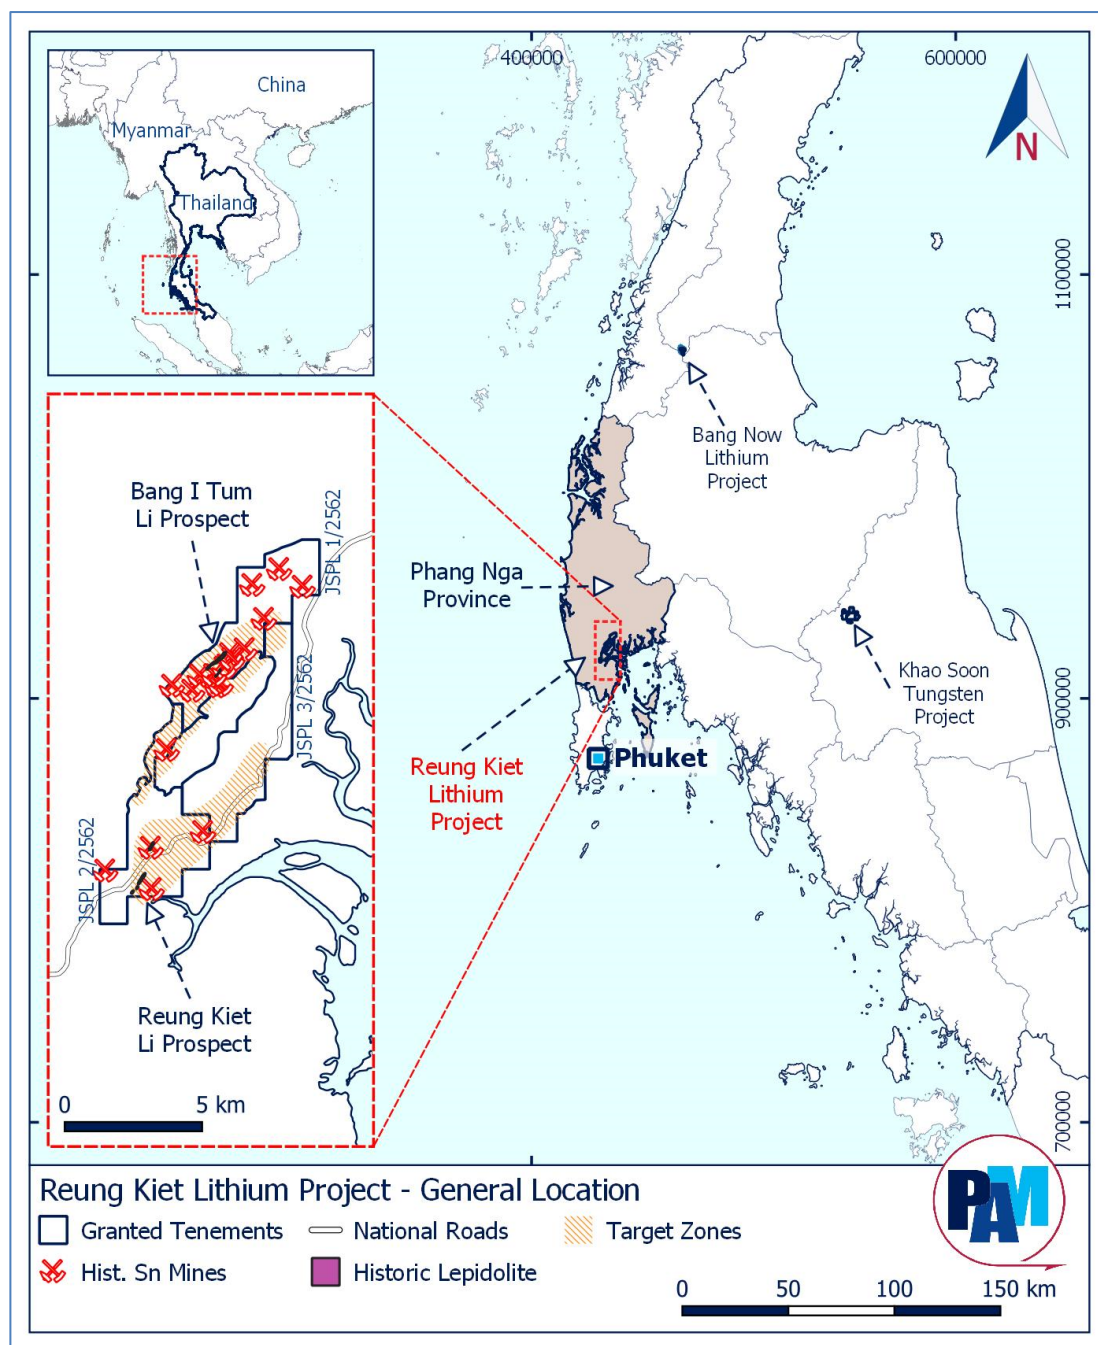 400000
600000
China
Myanmar
Thailand
N
1100000
Bang Now
Lithium
Project
Bang I Tum
Li Prospect
JSPL 1/2562
Phang Nga
Province
JSPL 3/2562
Khao Soon
Tungsten
Project
900000
Phuket
Reung Kiet
Lithium
Project
JSPL 2/2562
Reung Kiet
Li Prospect
0 5 km
700000
Reung Kiet Lithium Project - General Location
Granted Tenements
National Roads
Target Zones
Hist. Sn Mines
Historic Lepidolite
PAM
0 50 100 150 km